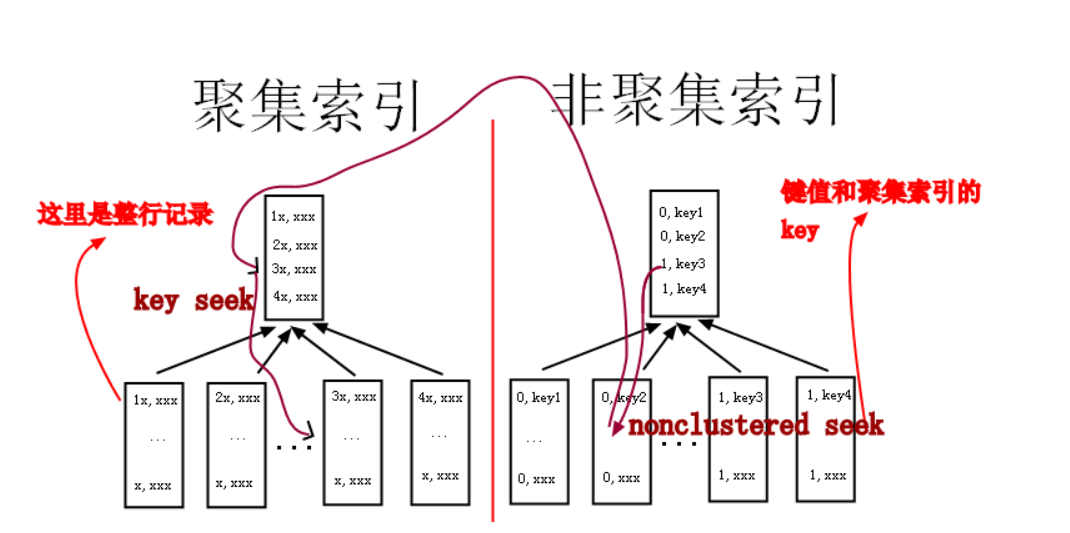 聚集索引
非聚集索引
这里是整行记录
键值和聚集索引的
key
1x, xxx
2x, xxx
3x, xxx
4x, xxx
0, key1
0, key2
1, key3
1, key4
key seek
1x, xxx
...
x, xxx
2x, xxx
...
x, xxx
...
3x, xxx
...
x, xxx
4x, xxx
...
x, xxx
0, key1
...
0, xxx
0, key2
0, xxx
nonclustered seek
...
1, key3
1, xxx
1, key4
1, xxx